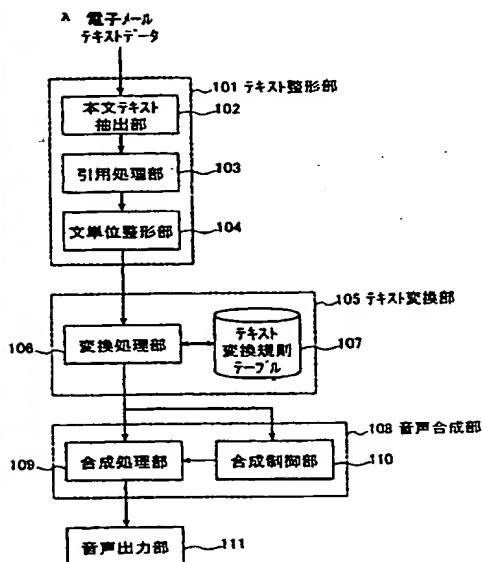 λ 電子メール
テキストデータ
101 テキスト整形部
本文テキスト
抽出部
102
引用処理部
103
文単位整形部
104
105 テキスト変換部
106
変換処理部
テキスト
変換規則
テーブル
107
108 音声合成部
109
合成処理部
合成制御部
110
音声出力部
111